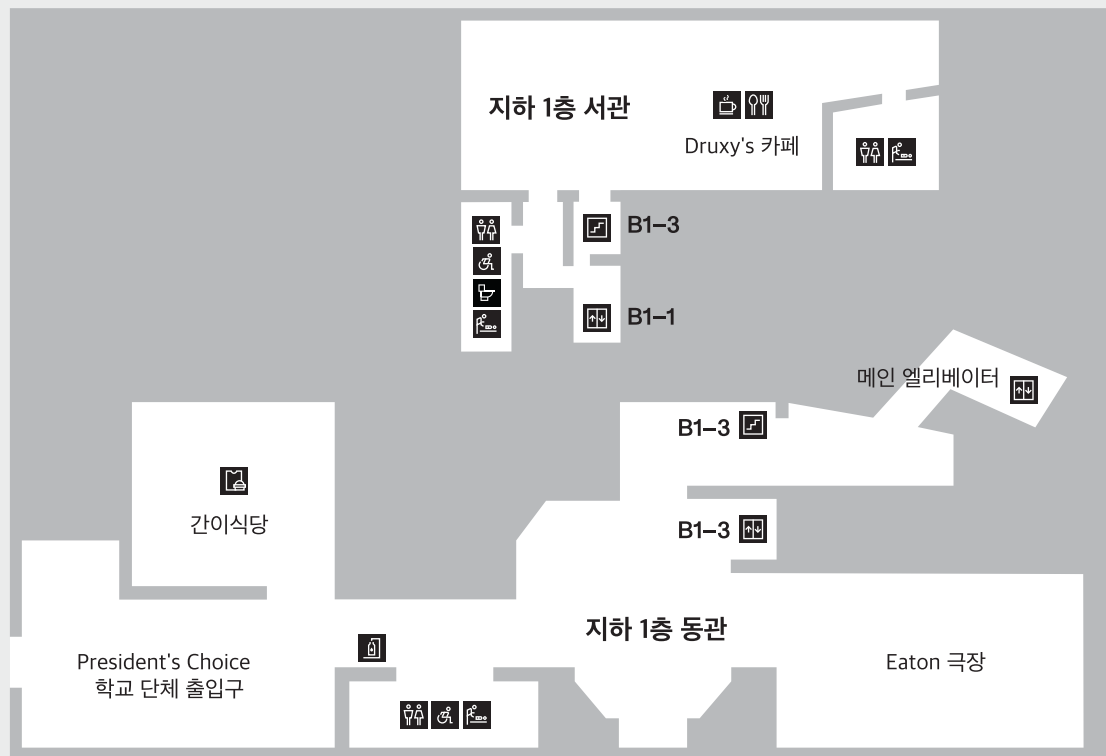 지하 1층 서관
Druxy's 카페
B1–3
B1–1
메인 엘리베이터
B1–3
간이식당
B1–3
지하 1층 동관
President's Choice
학교 단체 출입구
Eaton 극장